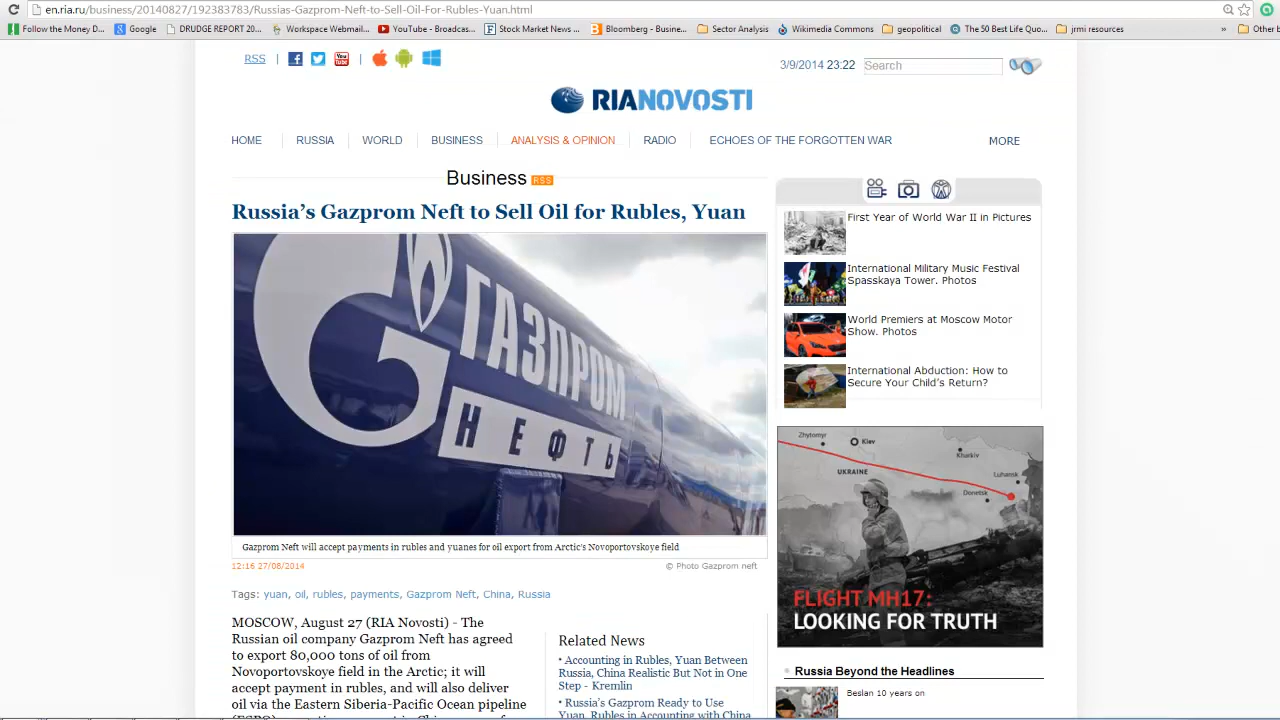 en.ria.ru/business/20140827/192383783/Russias-Gazprom-Neft-to-Sell-Oil-For-Rubles-Yuan.html
Follow the Money D... Google DRUDGE REPORT 20... Workspace Webmail... YouTube - Broadcas... Stock Market News ... Bloomberg - Busine... Sector Analysis Wikimedia Commons geopolitical The 50 Best Life Quo... jrmi resources » Other b
RSS | f You Tube |
3/9/2014 23:22 Search
RIANOVOSTI
HOME RUSSIA WORLD BUSINESS ANALYSIS & OPINION RADIO ECHOES OF THE FORGOTTEN WAR MORE
Business RSS
Russia's Gazprom Neft to Sell Oil for Rubles, Yuan
ГАЗПРОМ
НЕФТЬ
Gazprom Neft will accept payments in rubles and yuanes for oil export from Arctic's Novoportovskoye field
12:16 27/08/2014 © Photo Gazprom neft
Tags: yuan, oil, rubles, payments, Gazprom Neft, China, Russia
MOSCOW, August 27 (RIA Novosti) - The
Russian oil company Gazprom Neft has agreed
to export 80,000 tons of oil from
Novoportovskoye field in the Arctic; it will
accept payment in rubles, and will also deliver
oil via the Eastern Siberia-Pacific Ocean pipeline
Related News
• Accounting in Rubles, Yuan Between
Russia, China Realistic But Not in One
Step - Kremlin
• Russia's Gazprom Ready to Use
Yuan, Rubles in Accounting with China
First Year of World War II in Pictures
International Military Music Festival
Spasskaya Tower. Photos
World Premiers at Moscow Motor
Show. Photos
International Abduction: How to
Secure Your Child's Return?
Zhytomyr
Kiev
Kharkiv
UKRAINE
Luhansk
Donetsk
FLIGHT MH17:
LOOKING FOR TRUTH
Russia Beyond the Headlines
Beslan 10 years on